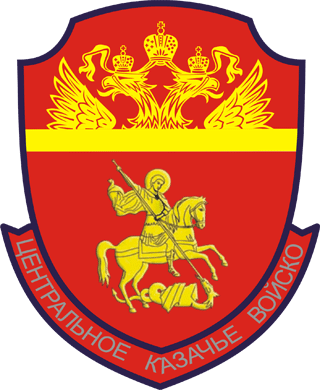 ЦЕНТРАЛЬНОЕ КАЗАЧЬЕ ВОЙСКО